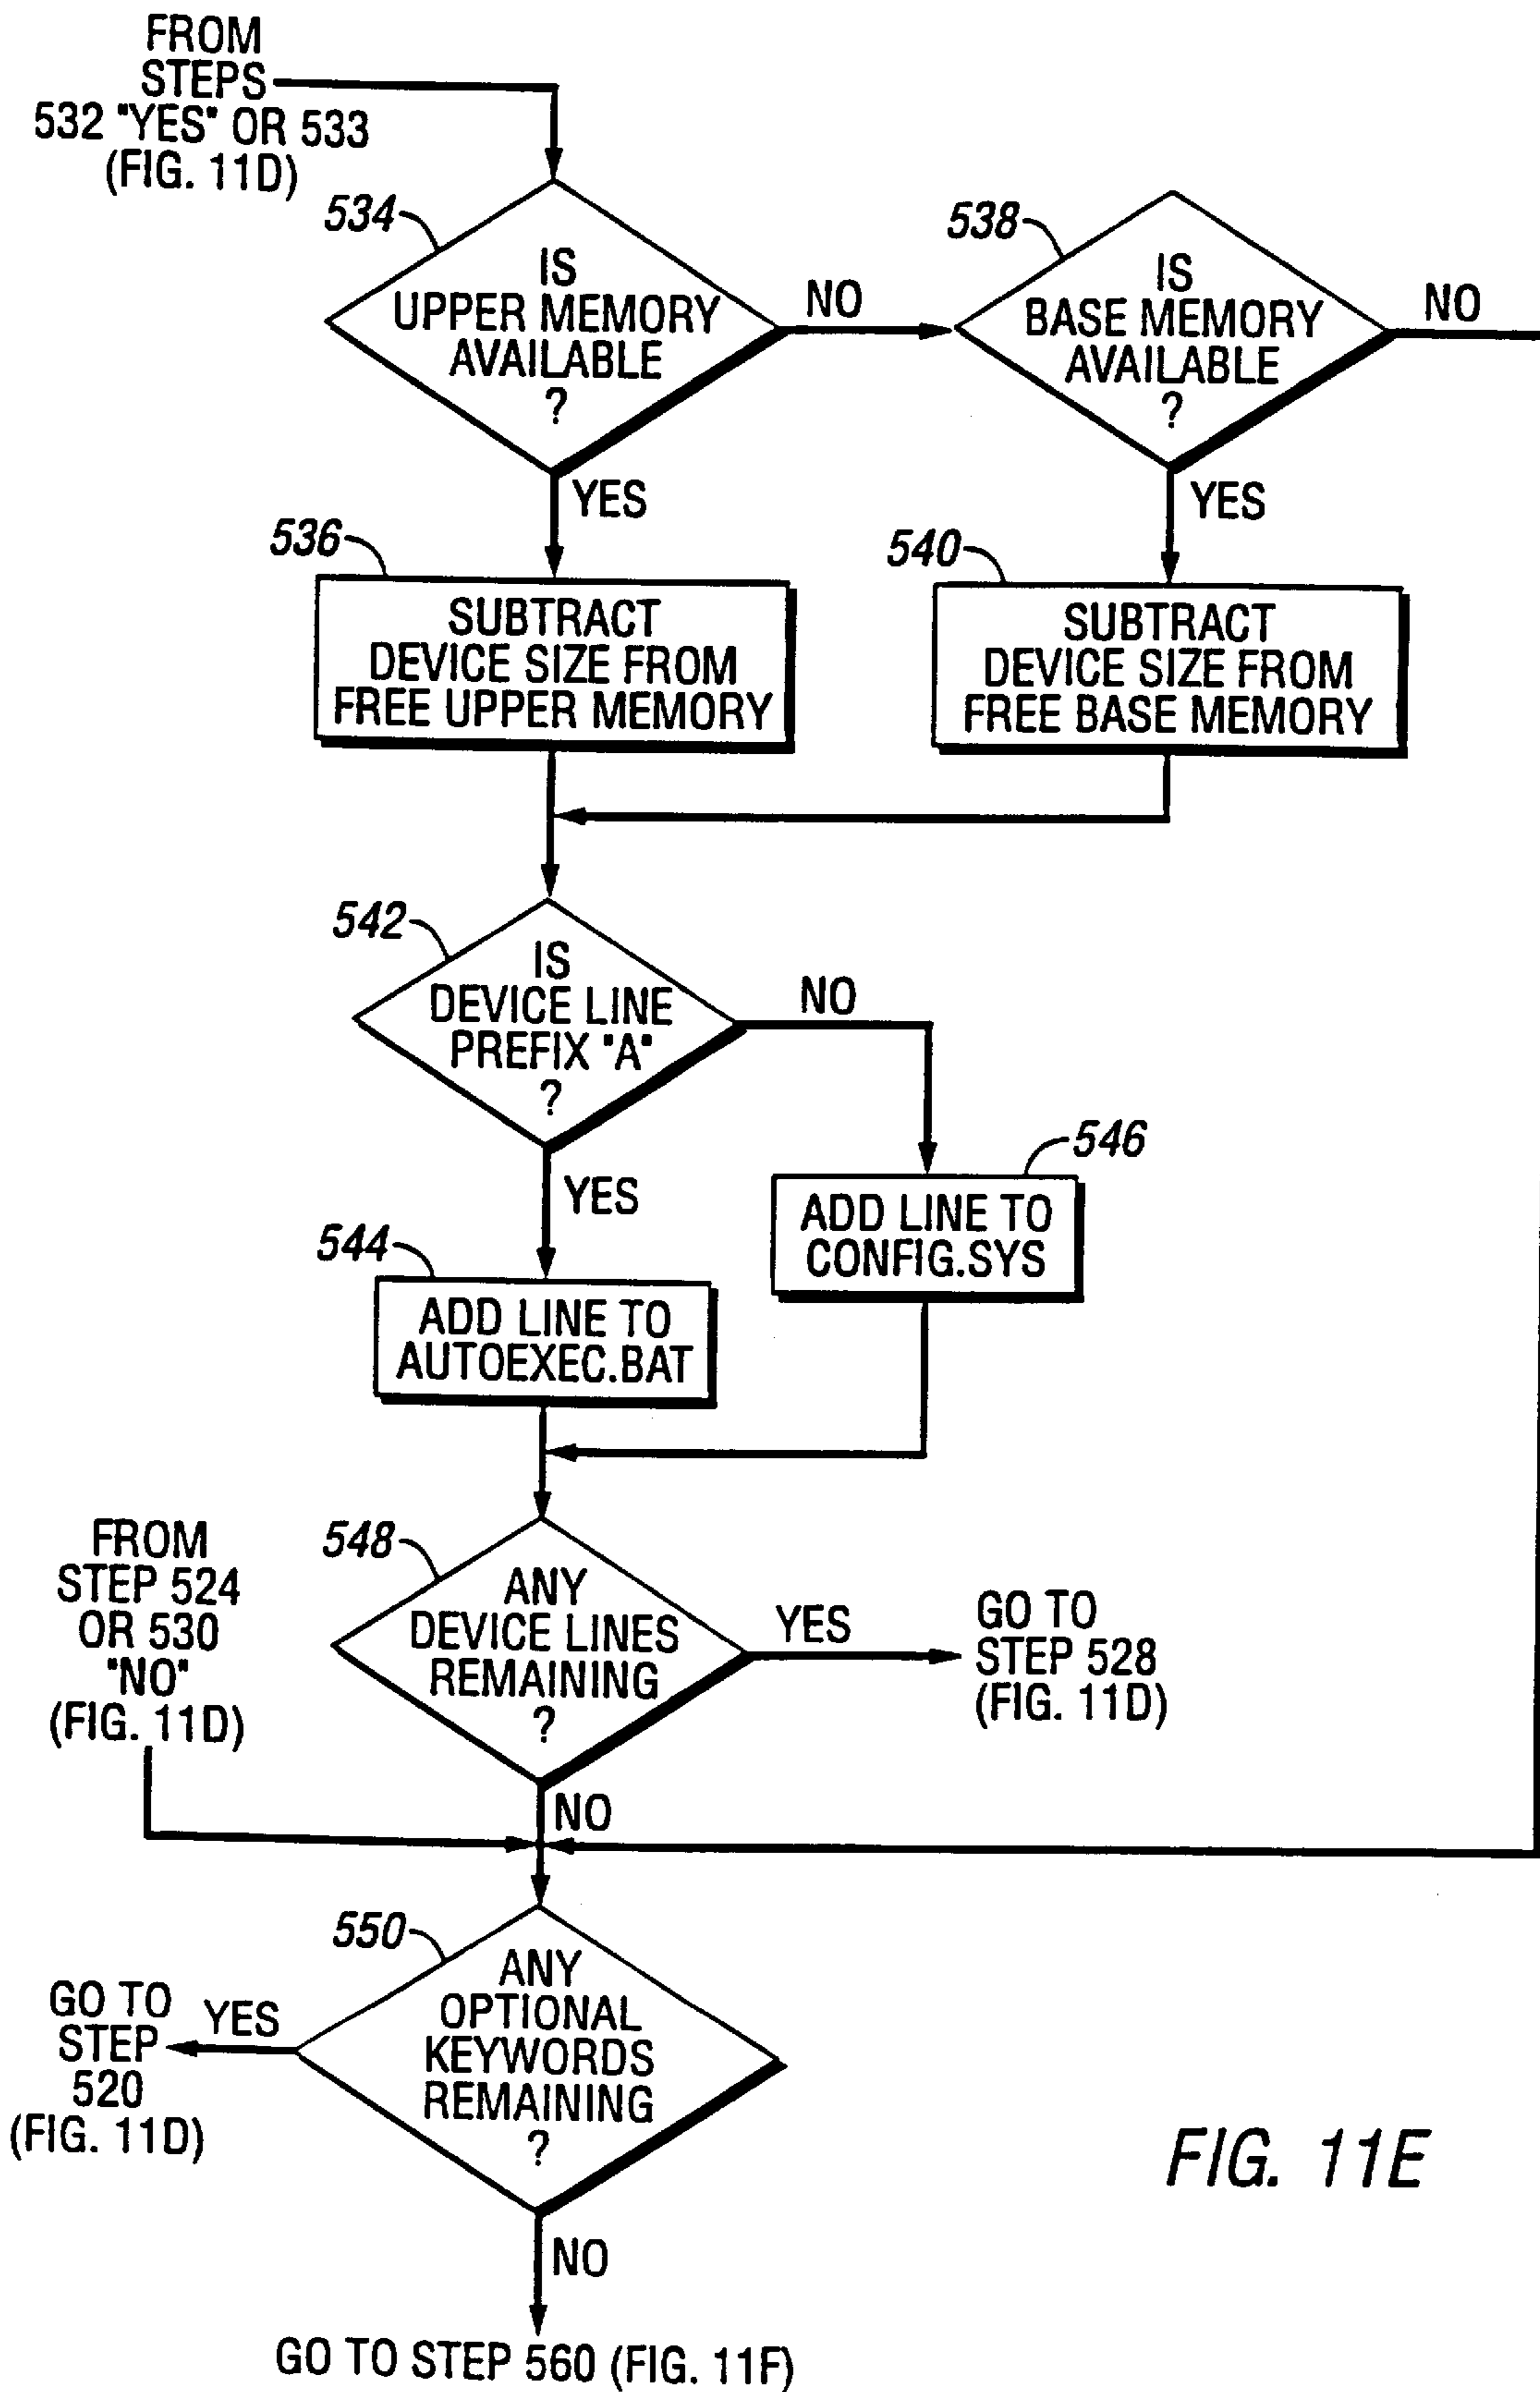 FROM
STEPS
532 "YES" OR 533
(FIG. 11D)
534
IS
UPPER MEMORY
AVAILABLE
?
NO
538
IS
BASE MEMORY
AVAILABLE
?
NO
YES
YES
536
SUBTRACT
DEVICE SIZE FROM
FREE UPPER MEMORY
540
SUBTRACT
DEVICE SIZE FROM
FREE BASE MEMORY
542
IS
DEVICE LINE
PREFIX "A"
?
NO
YES
546
ADD LINE TO
CONFIG.SYS
544
ADD LINE TO
AUTOEXEC.BAT
FROM
STEP 524
OR 530
"NO"
(FIG. 11D)
548
ANY
DEVICE LINES
REMAINING
?
YES
GO TO
STEP 528
(FIG. 11D)
NO
550
ANY
OPTIONAL
KEYWORDS
REMAINING
?
YES
GO TO
STEP
520
(FIG. 11D)
NO
GO TO STEP 560 (FIG. 11F)
FIG. 11E